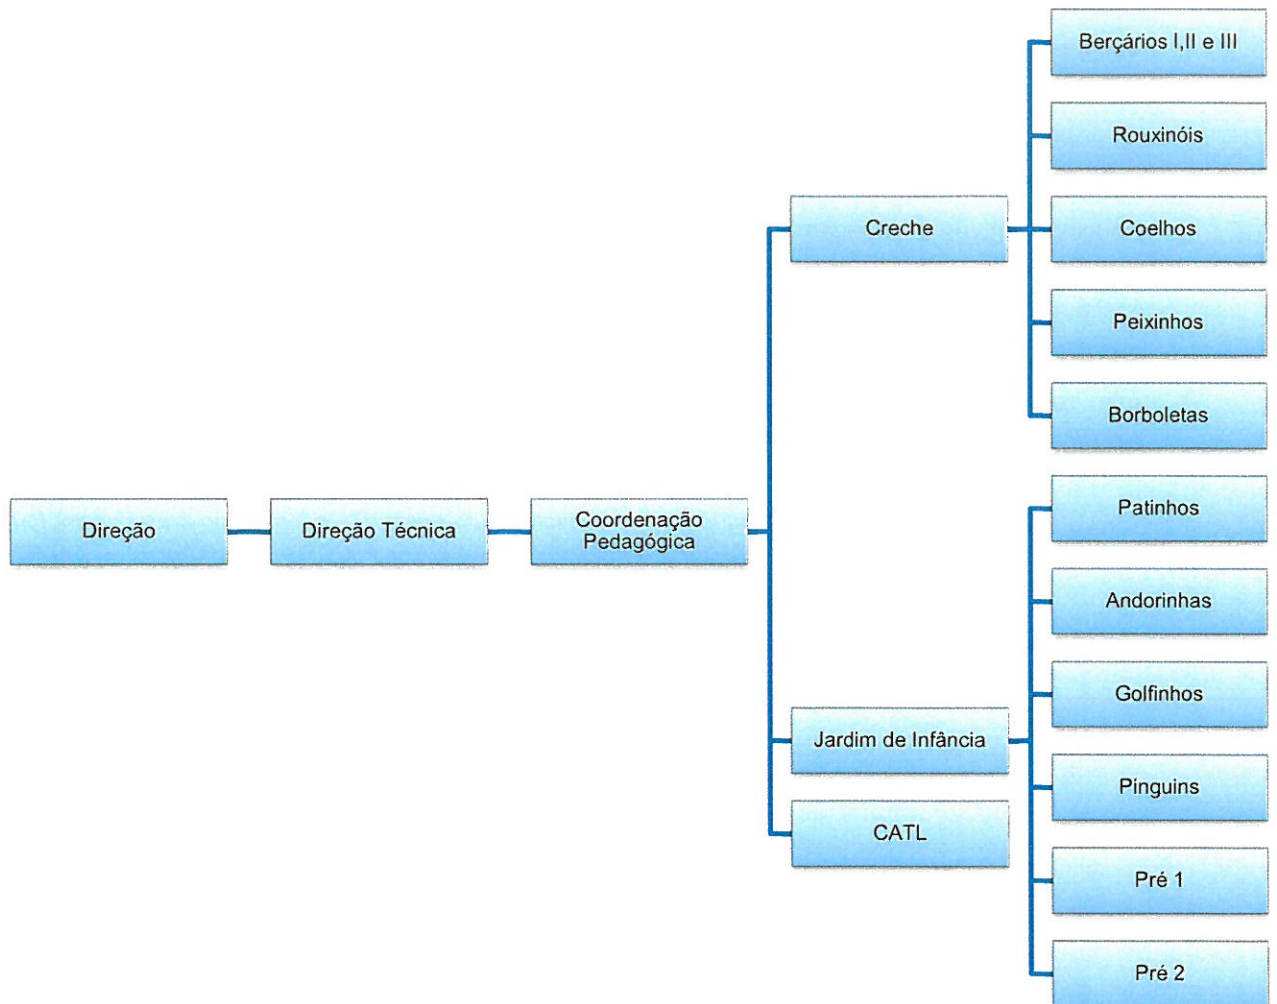 Berçários I,II e III
Rouxinóis
Creche
Coelhos
Peixinhos
Borboletas
Patinhos
Direção
Direção Técnica
Coordenação
Pedagógica
Andorinhas
Golfinhos
Jardim de Infância
Pinguins
CATL
Pré 1
Pré 2